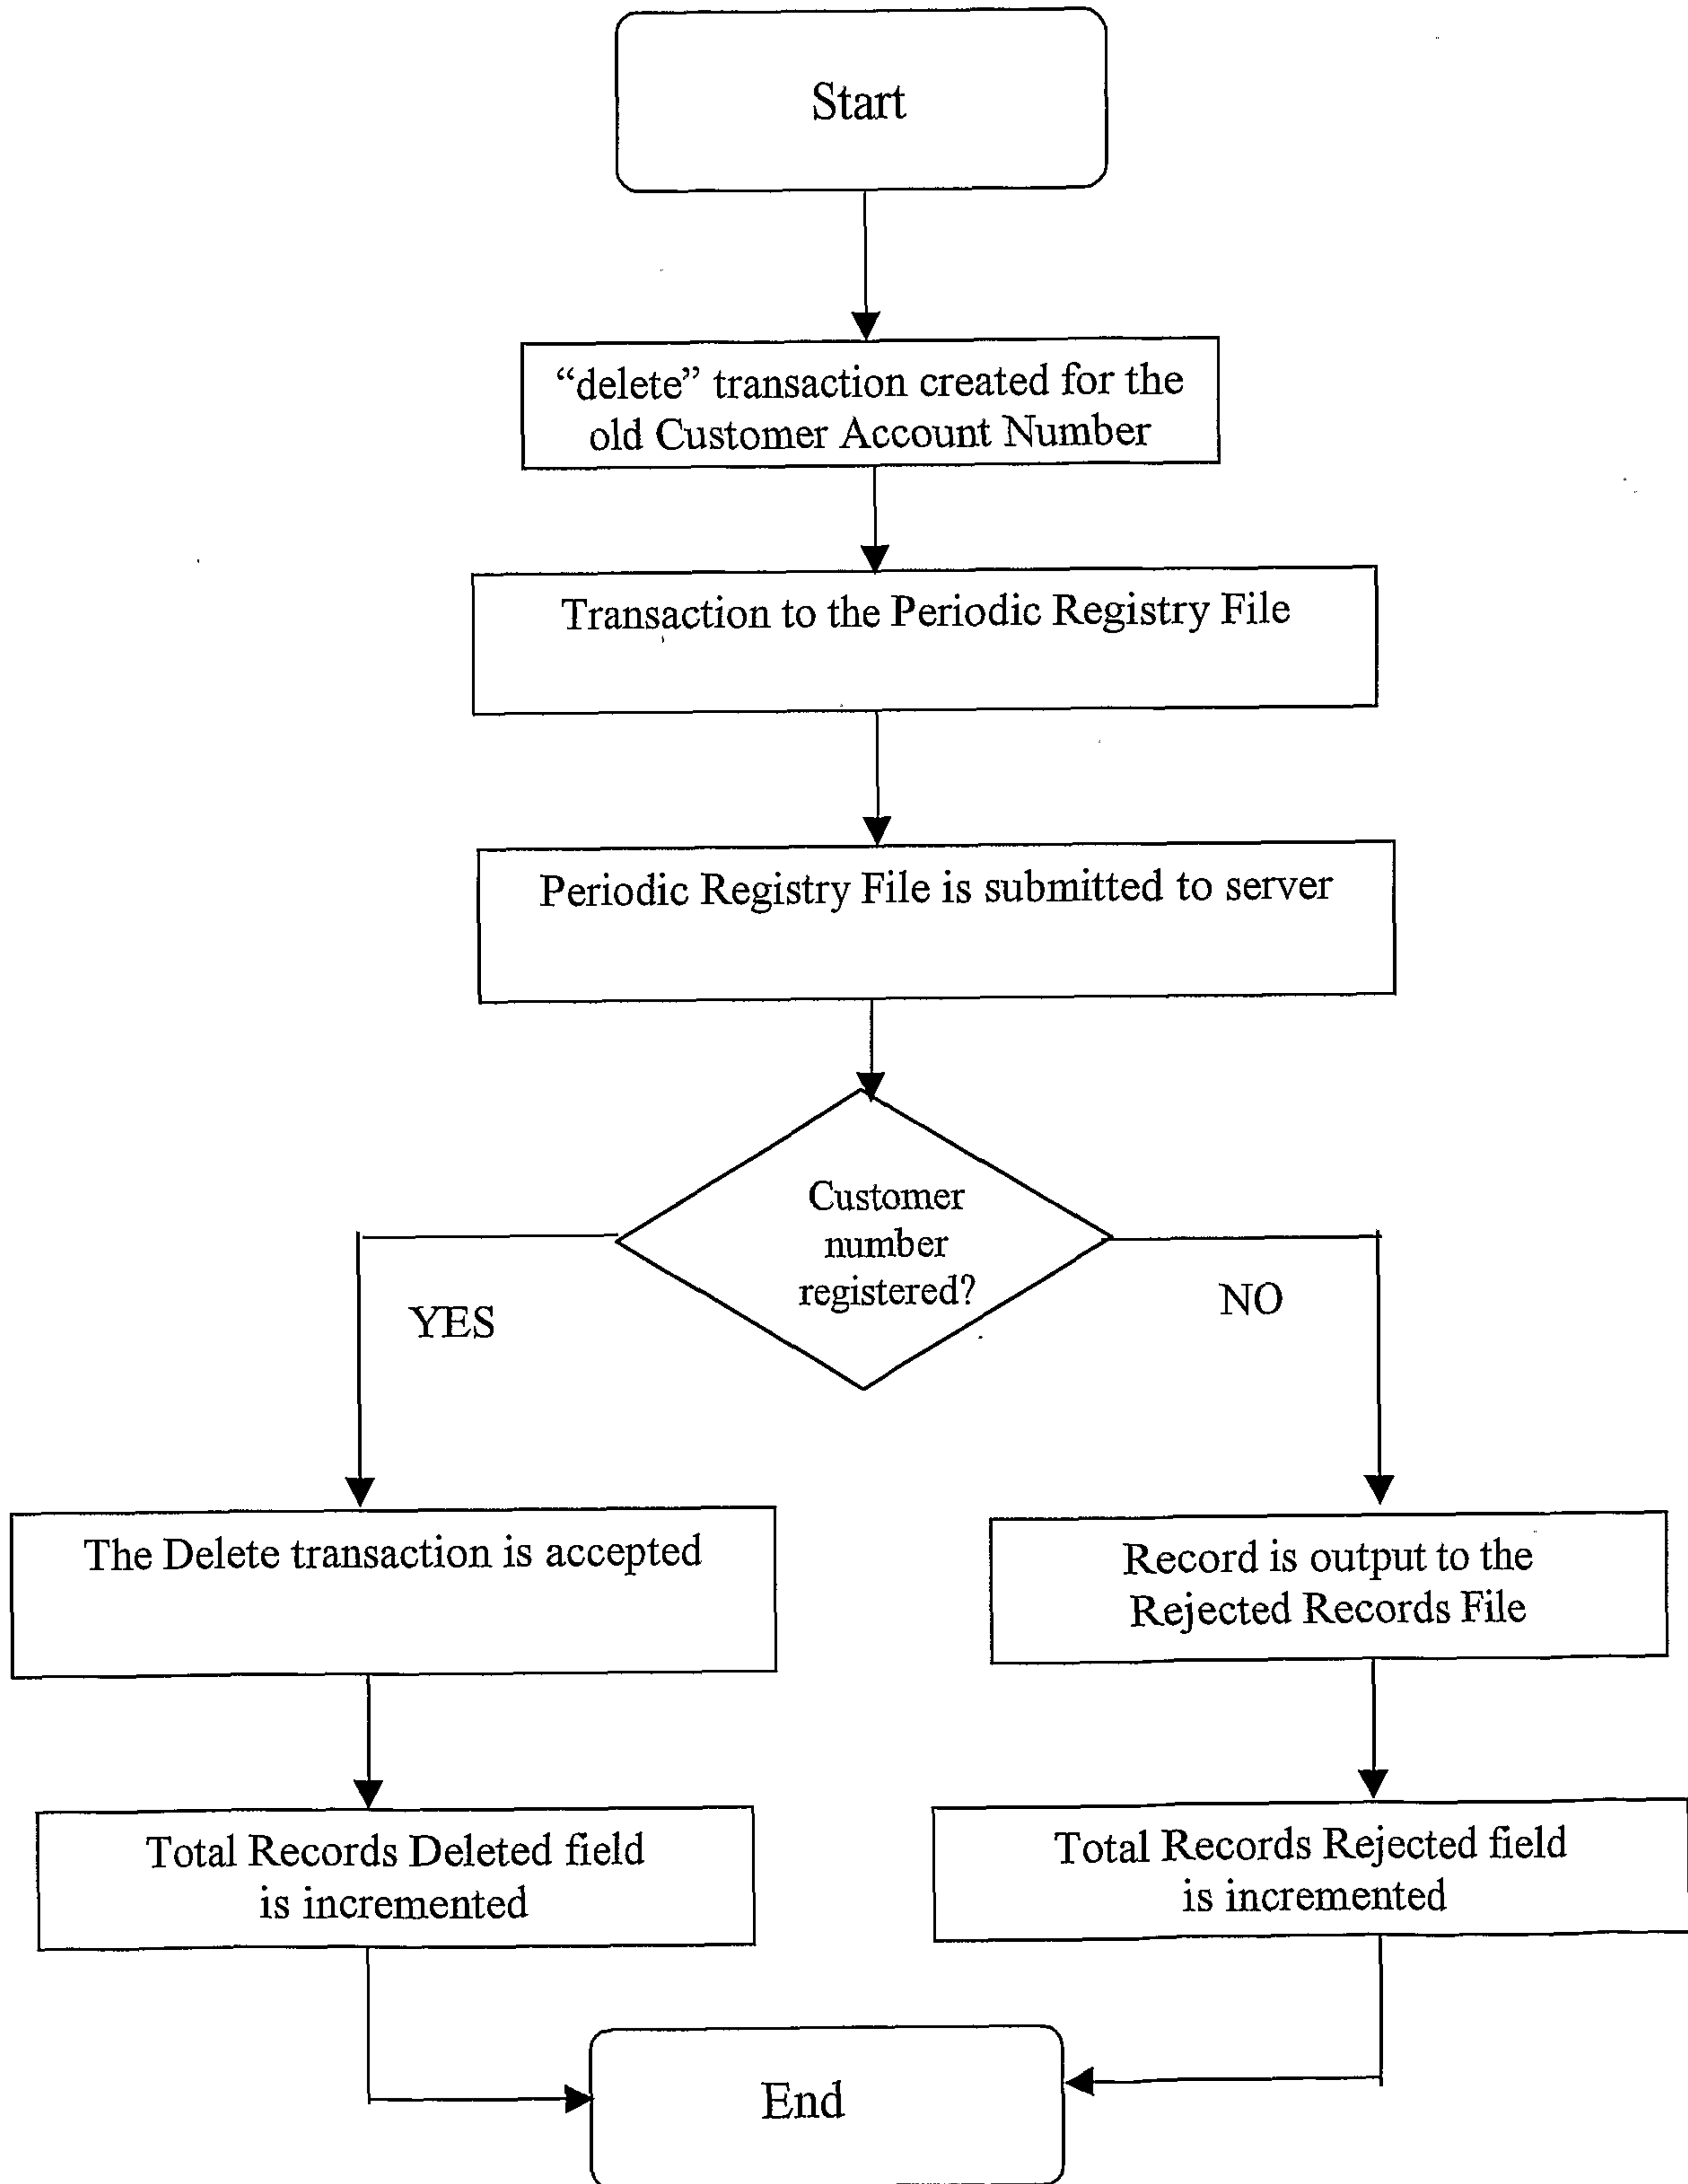 Start
“delete” transaction created for the
old Customer Account Number
Transaction to the Periodic Registry File
Periodic Registry File is submitted to server
Customer
number
registered?
YES
NO
The Delete transaction is accepted
Record is output to the
Rejected Records File
Total Records Deleted field
is incremented
Total Records Rejected field
is incremented
End